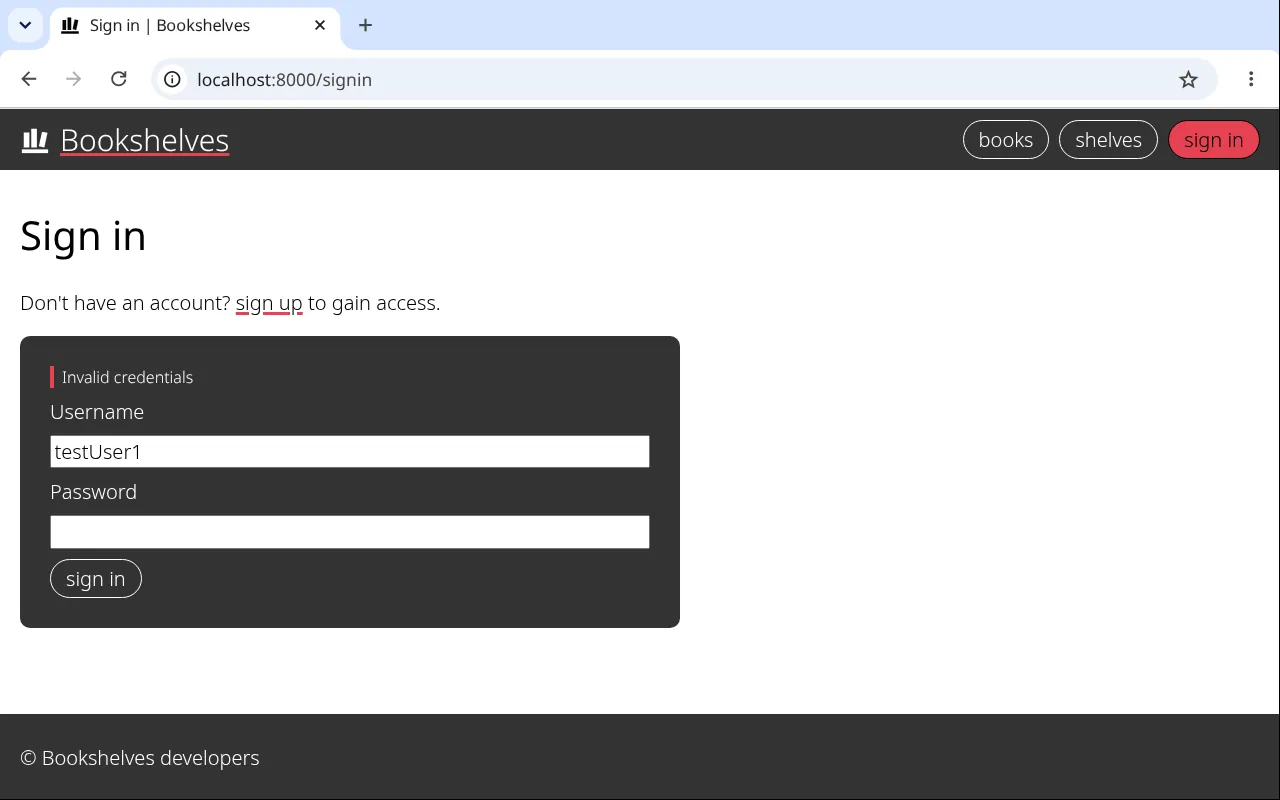 Sign in | Bookshelves
localhost:8000/signin
Bookshelves
books
shelves
sign in
Sign in
Don't have an account? sign up to gain access.
Invalid credentials
Username
testUser1
Password
sign in
© Bookshelves developers